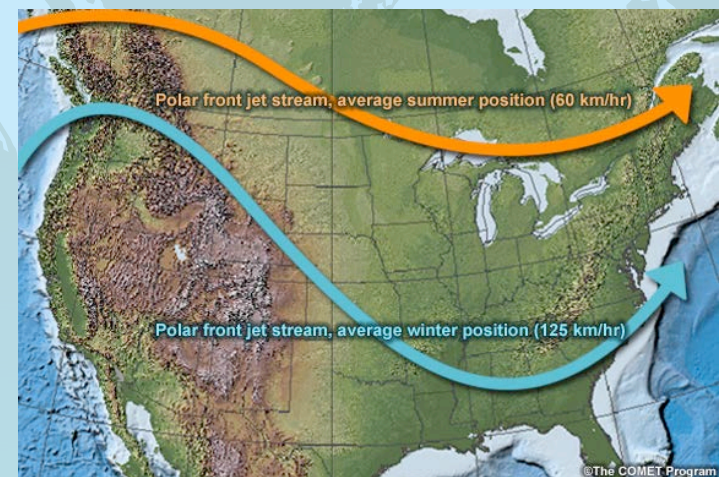 Polar front jet stream, average summer position (60 km/hr)
Polar front jet stream, average winter position (125 km/hr)
©The COMET Program